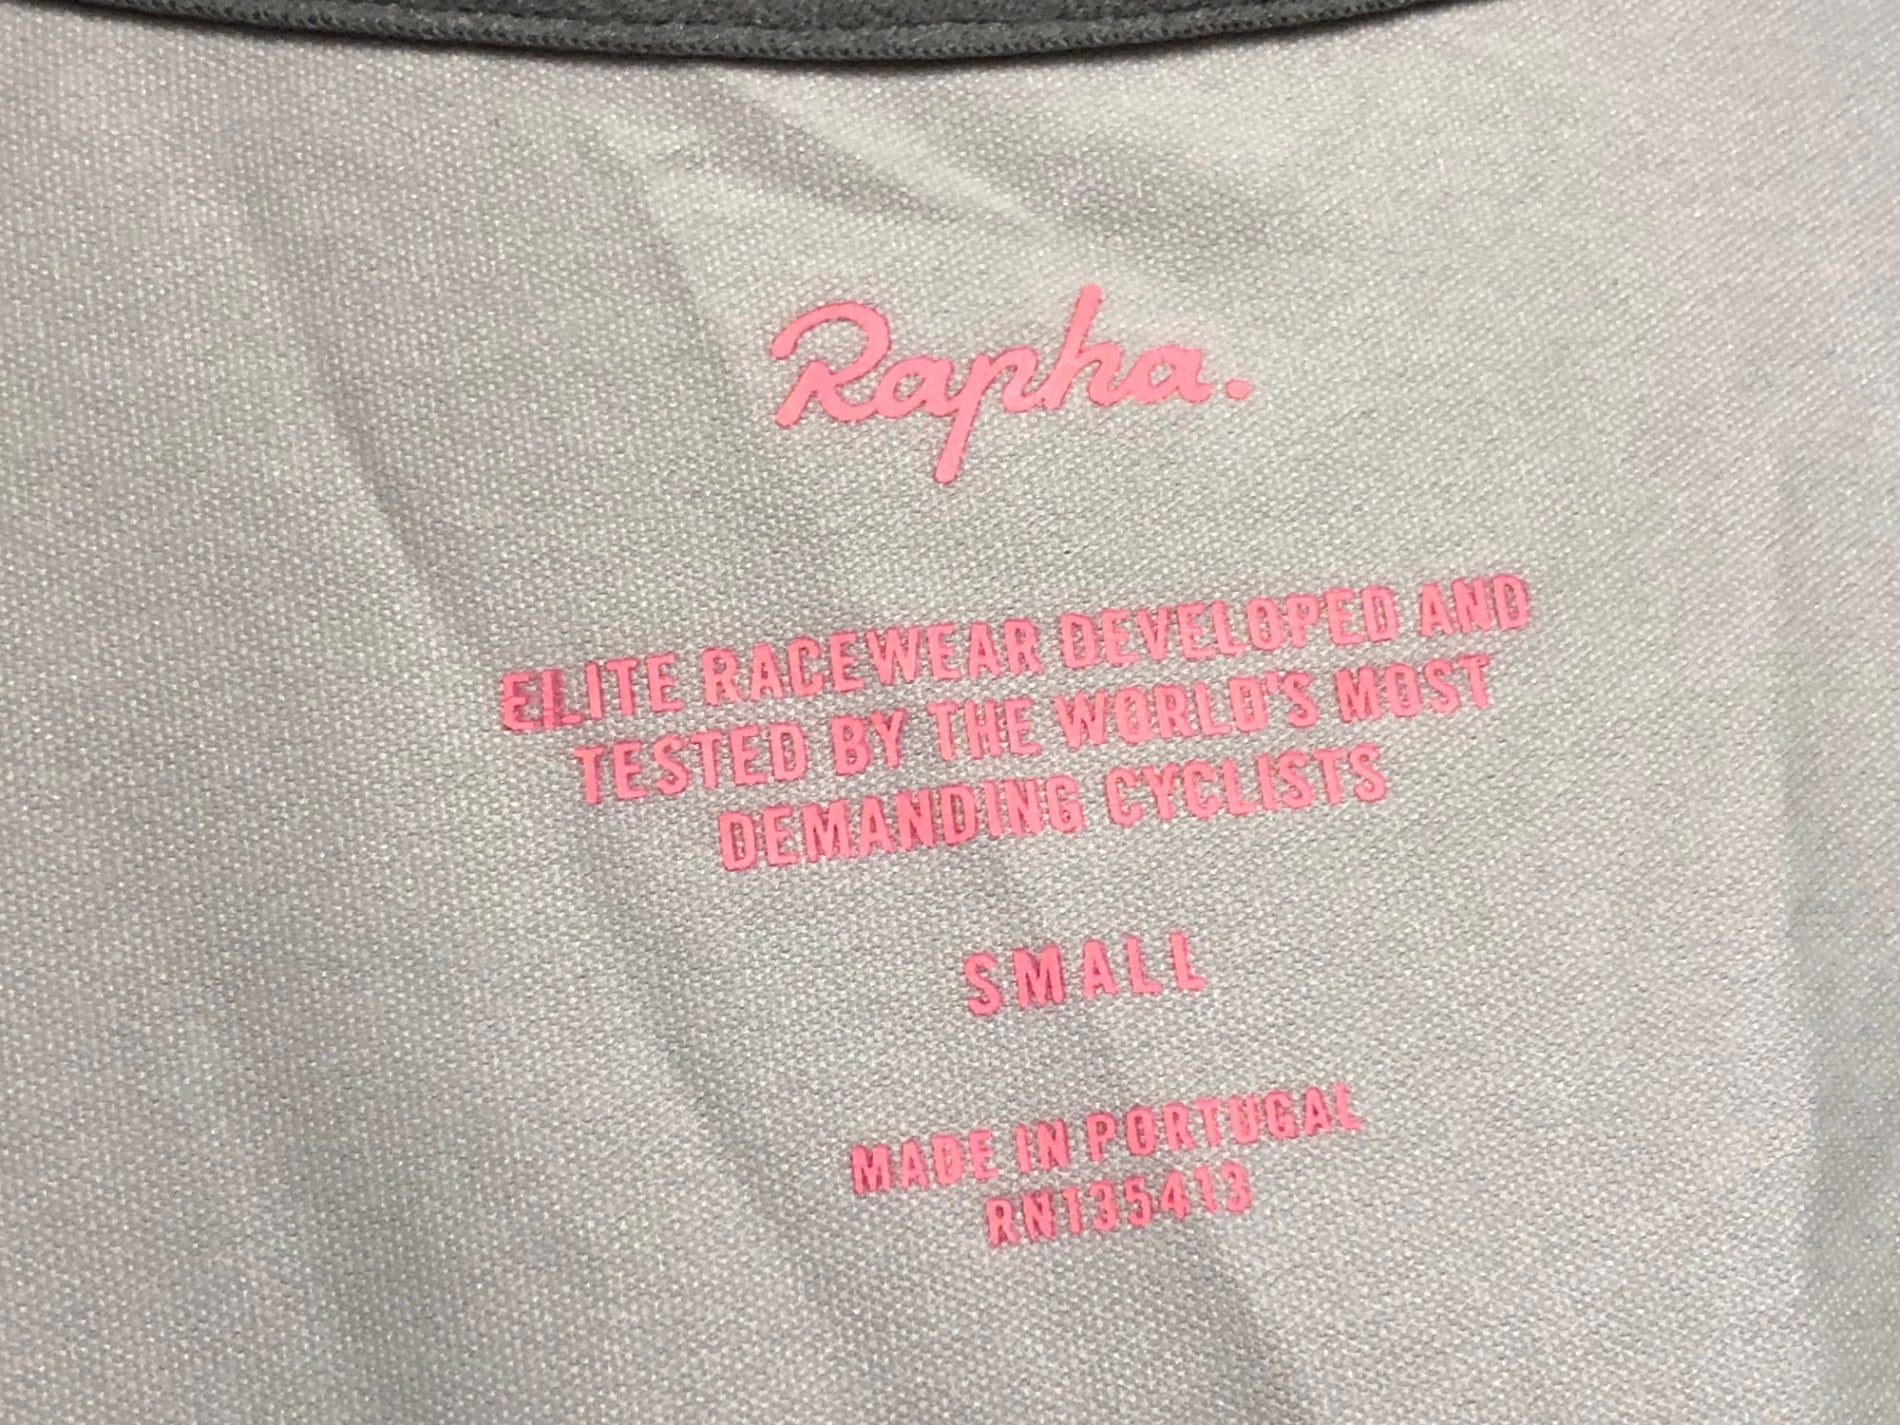 Rapha.
ELITE RACEWEAR DEVELOPED AND
TESTED BY THE WORLD'S MOST
DEMANDING CYCLISTS
SMALL
MADE IN PORTUGAL
RN135413